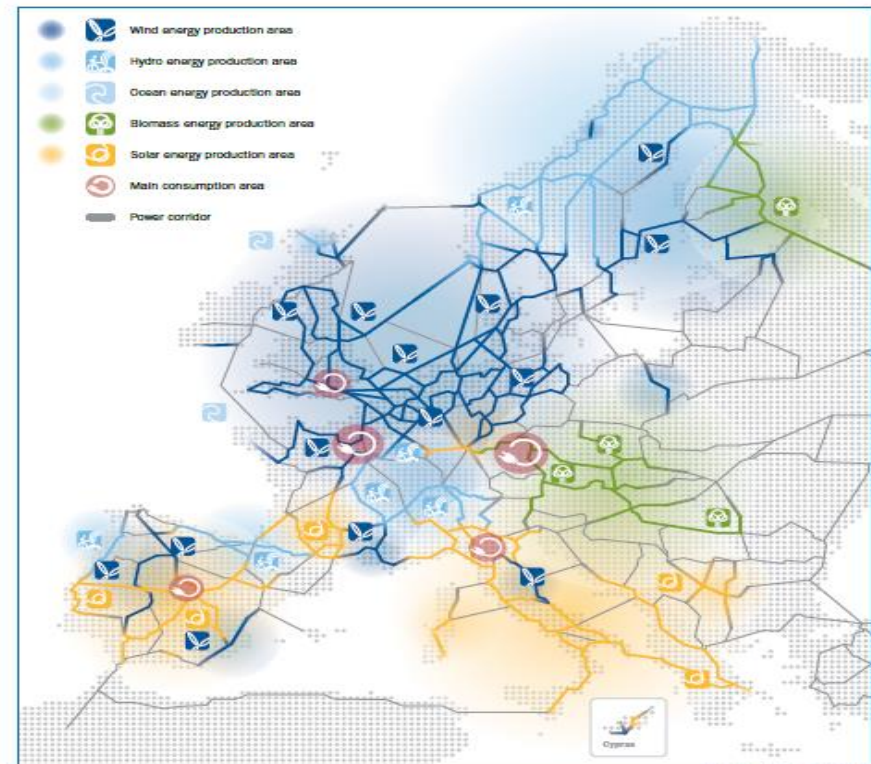 Wind energy production area
Hydro energy production area
Ocean energy production area
Biomass energy production area
Solar energy production area
Main consumption area
Power corridor
Cyprus